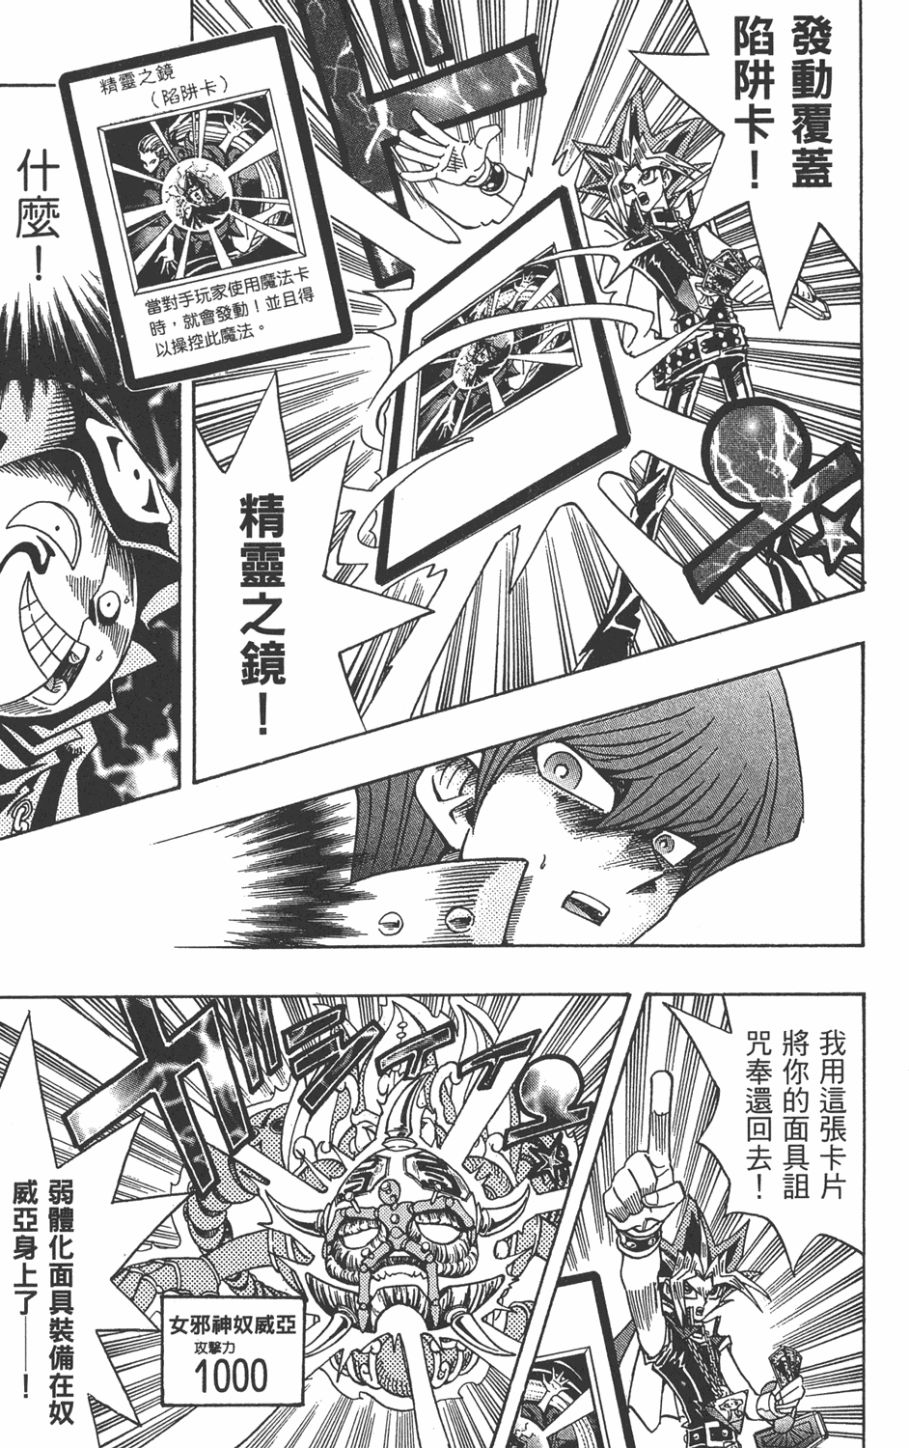 發動覆蓋
陷阱卡！
精靈之鏡
（陷阱卡）
當對手玩家使用魔法卡
時，就會發動！並且得
以操控此魔法。
精靈之鏡！
什麼！
我用這張卡片
將你的面具詛
咒奉還回去！
女邪神奴威亞
攻擊力
1000
弱體化面具裝備在奴
威亞身上了——！